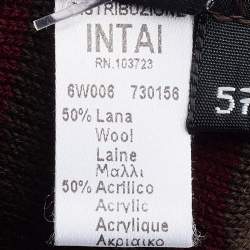 DISTRIBUZIONE
INTAI
RN.103723
6W006 730156
57
50% Lana
Wool
Laine
Μαλλι
50% Acrilico
Acrylic
Acrylique
Ακριλικο